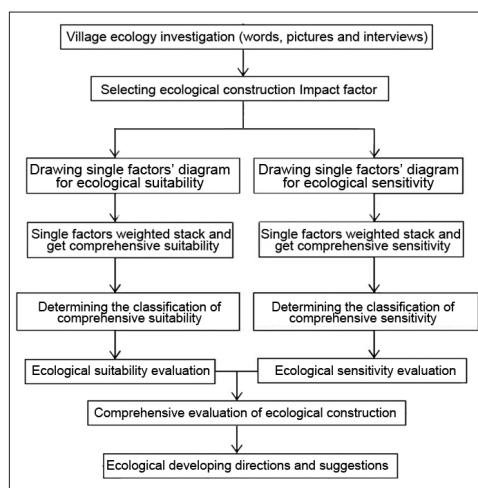 Village ecology investigation (words, pictures and interviews)
Selecting ecological construction Impact factor
Drawing single factors' diagram
for ecological suitability
Drawing single factors' diagram
for ecological sensitivity
Single factors weighted stack and
get comprehensive suitability
Single factors weighted stack and
get comprehensive sensitivity
Determining the classification of
comprehensive suitability
Determining the classification of
comprehensive sensitivity
Ecological suitability evaluation
Ecological sensitivity evaluation
Comprehensive evaluation of ecological construction
Ecological developing directions and suggestions